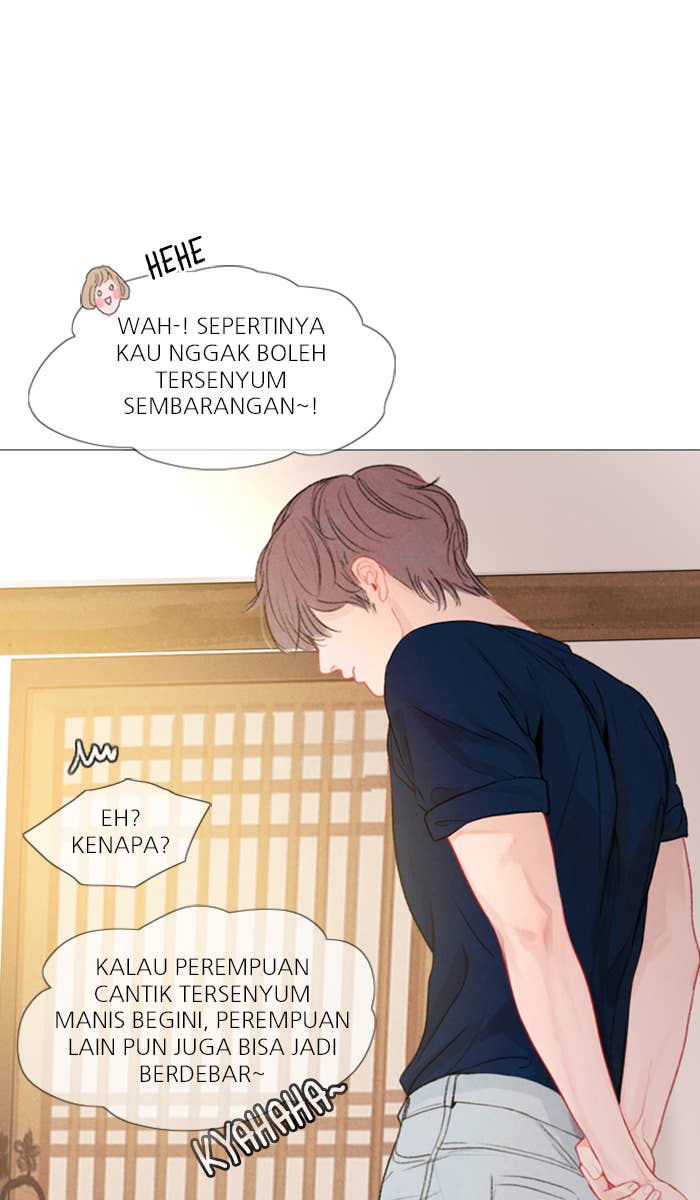 HEHE
WAH-! SEPERTINYA
KAU NGGAK BOLEH
TERSENYUM
SEMBARANGAN~!
EH?
KENAPA?
KALAU PEREMPUAN
CANTIK TERSENYUM
MANIS BEGINI, PEREMPUAN
LAIN PUN JUGA BISA JADI
BERDEBAR~
KYAHAHA~